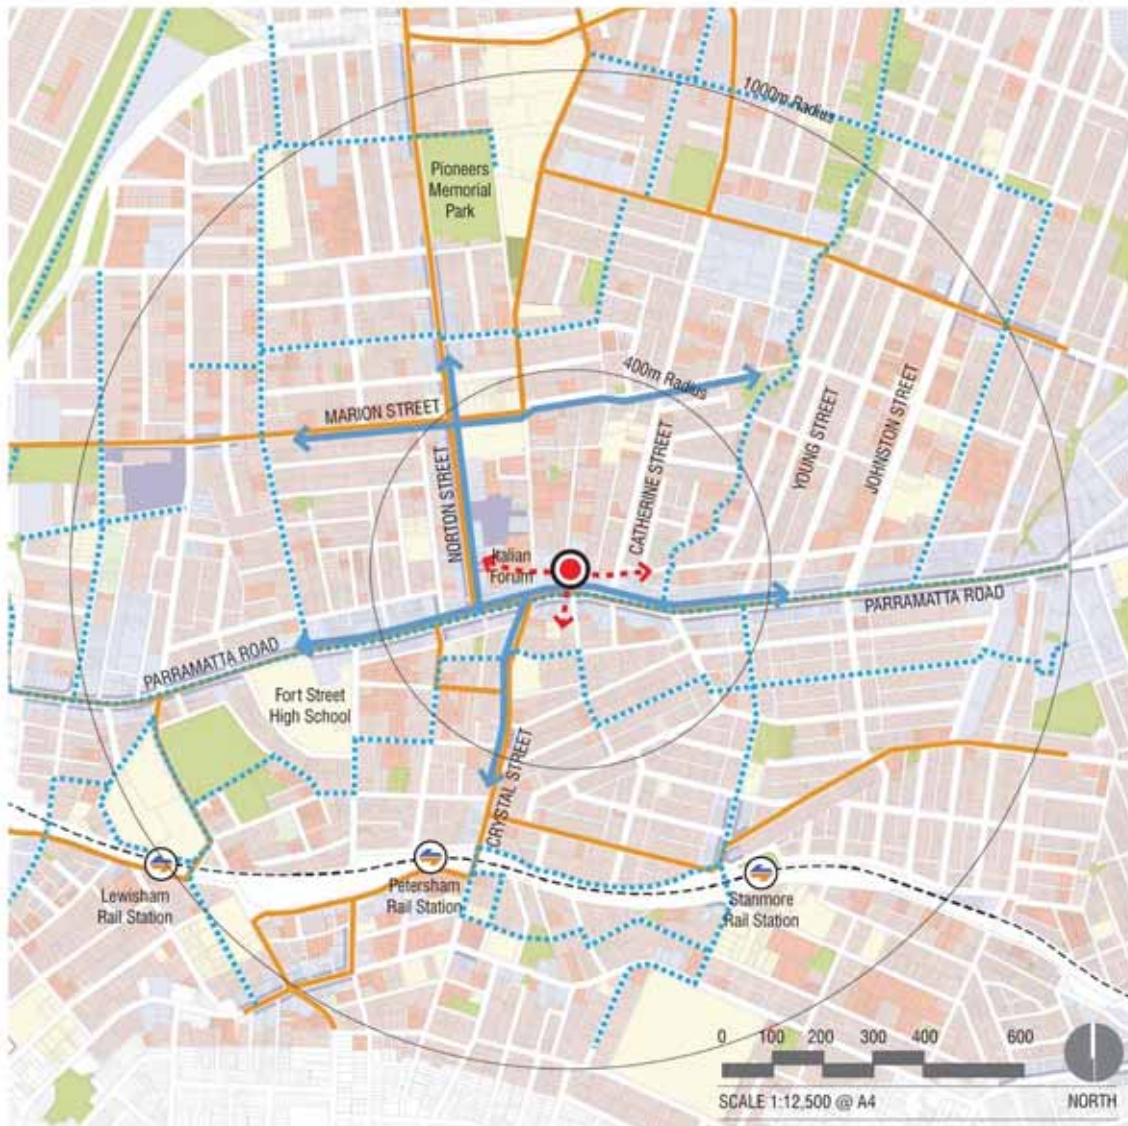 1000m Radius
Pioneers
Memorial
Park
400m Radius
MARION STREET
NORTON STREET
CATHERINE STREET
YOUNG STREET
JOHNSTON STREET
Italian
Forum
PARRAMATTA ROAD
PARRAMATTA ROAD
Fort Street
High School
CRYSTAL STREET
Lewisham
Rail Station
Petersham
Rail Station
Stanmore
Rail Station
0 100 200 300 400 600
SCALE 1:12,500 @ A4
NORTH